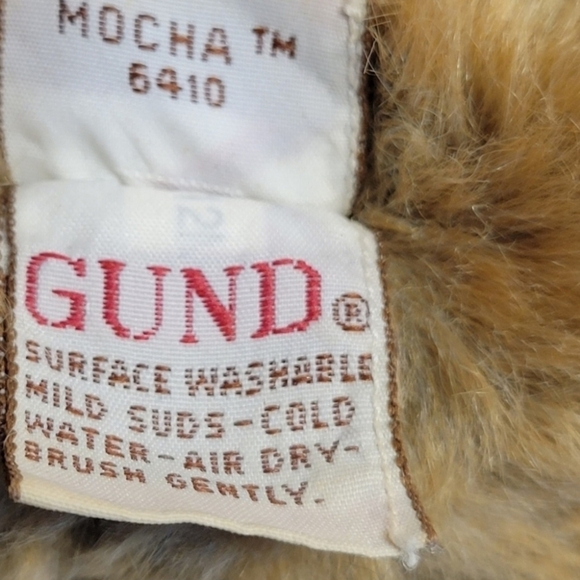 MOCHA ™
6410
GUND®
SURFACE WASHABLE
MILD SUDS-COLD
WATER-AIR DRY-
BRUSH GENTLY.